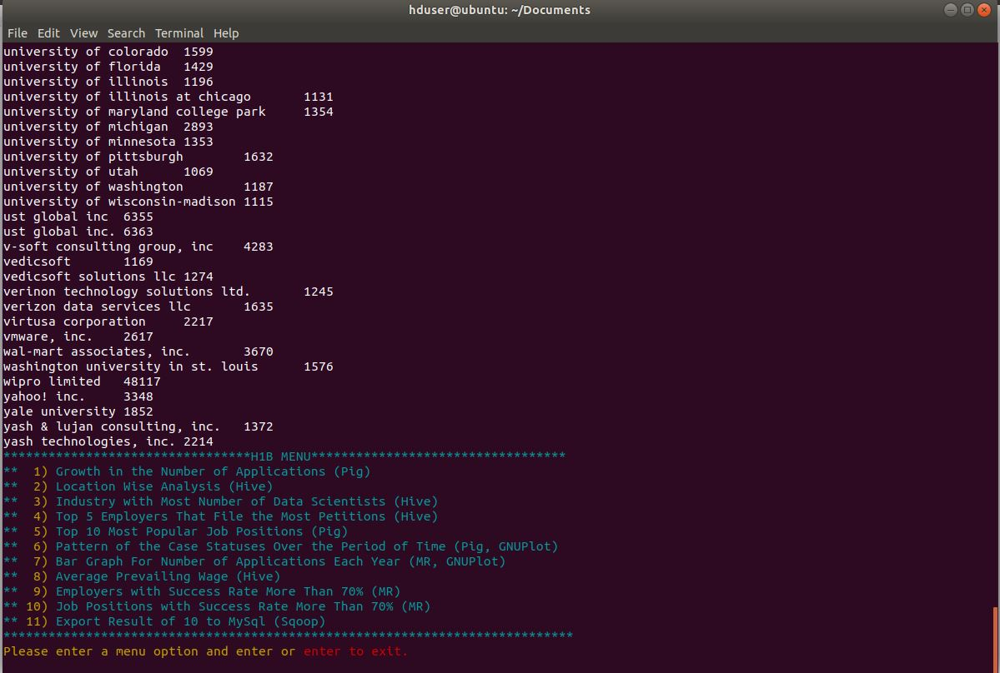 hduser@ubuntu: ~/Documents
File Edit View Search Terminal Help
university of colorado 1599
university of florida 1429
university of illinois 1196
university of illinois at chicago 1131
university of maryland college park 1354
university of michigan 2893
university of minnesota 1353
university of pittsburgh 1632
university of utah 1069
university of washington 1187
university of wisconsin-madison 1115
ust global inc 6355
ust global inc. 6363
v-soft consulting group, inc 4283
vedicsoft 1169
vedicsoft solutions llc 1274
verinon technology solutions ltd. 1245
verizon data services llc 1635
virtusa corporation 2217
vmware, inc. 2617
wal-mart associates, inc. 3670
washington university in st. louis 1576
wipro limited 48117
yahoo! inc. 3348
yale university 1852
yash & lujan consulting, inc. 1372
yash technologies, inc. 2214
*********************************H1B MENU**********************************
** 1) Growth in the Number of Applications (Pig)
** 2) Location Wise Analysis (Hive)
** 3) Industry with Most Number of Data Scientists (Hive)
** 4) Top 5 Employers That File the Most Petitions (Hive)
** 5) Top 10 Most Popular Job Positions (Pig)
** 6) Pattern of the Case Statuses Over the Period of Time (Pig, GNUPlot)
** 7) Bar Graph For Number of Applications Each Year (MR, GNUPlot)
** 8) Average Prevailing Wage (Hive)
** 9) Employers with Success Rate More Than 70% (MR)
** 10) Job Positions with Success Rate More Than 70% (MR)
** 11) Export Result of 10 to MySql (Sqoop)
****************************************************************************
Please enter a menu option and enter or enter to exit.